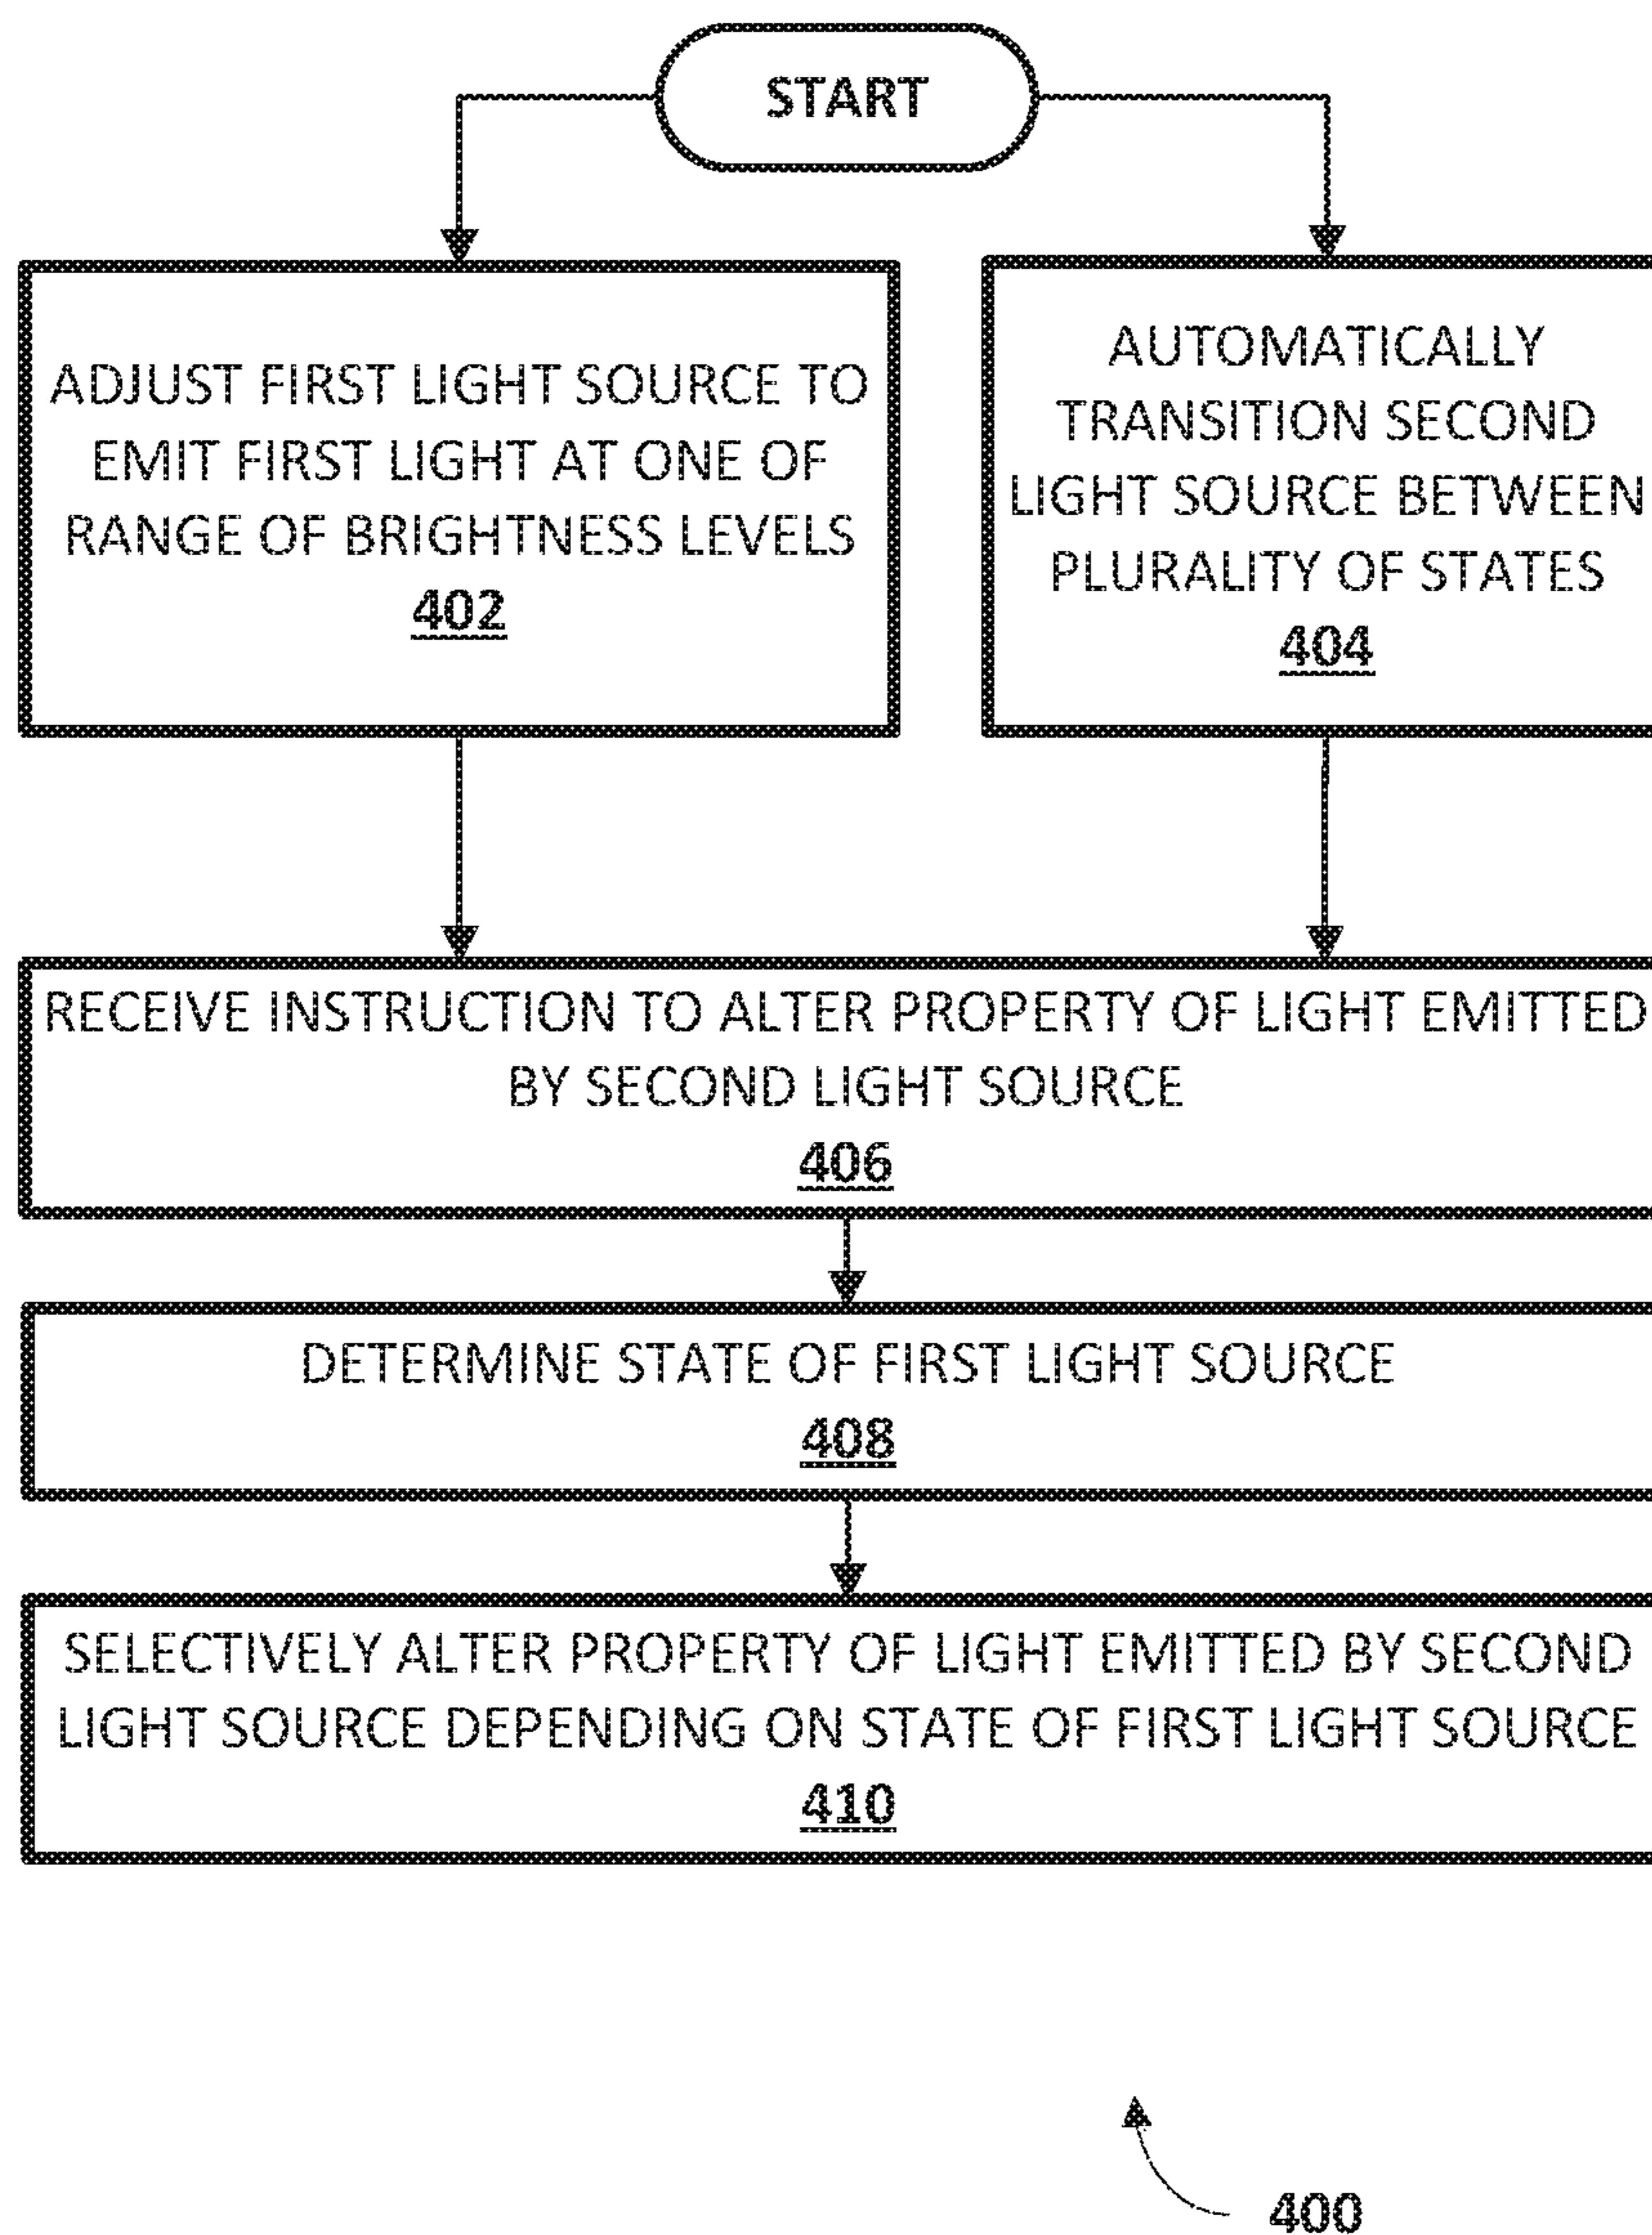 START
ADJUST FIRST LIGHT SOURCE TO
EMIT FIRST LIGHT AT ONE OF
RANGE OF BRIGHTNESS LEVELS
402
AUTOMATICALLY
TRANSITION SECOND
LIGHT SOURCE BETWEEN
PLURALITY OF STATES
404
RECEIVE INSTRUCTION TO ALTER PROPERTY OF LIGHT EMITTED
BY SECOND LIGHT SOURCE
406
DETERMINE STATE OF FIRST LIGHT SOURCE
408
SELECTIVELY ALTER PROPERTY OF LIGHT EMITTED BY SECOND
LIGHT SOURCE DEPENDING ON STATE OF FIRST LIGHT SOURCE
410
400